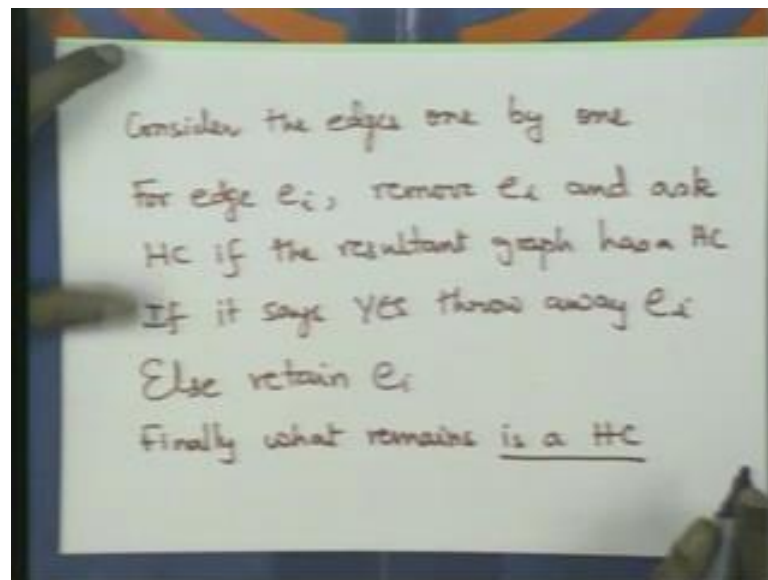 Consider the edges one by one
For edge ei, remove ei and ask
HC if the resultant graph has a HC
If it says yes throw away ei
Else retain ei
Finally what remains is a HC